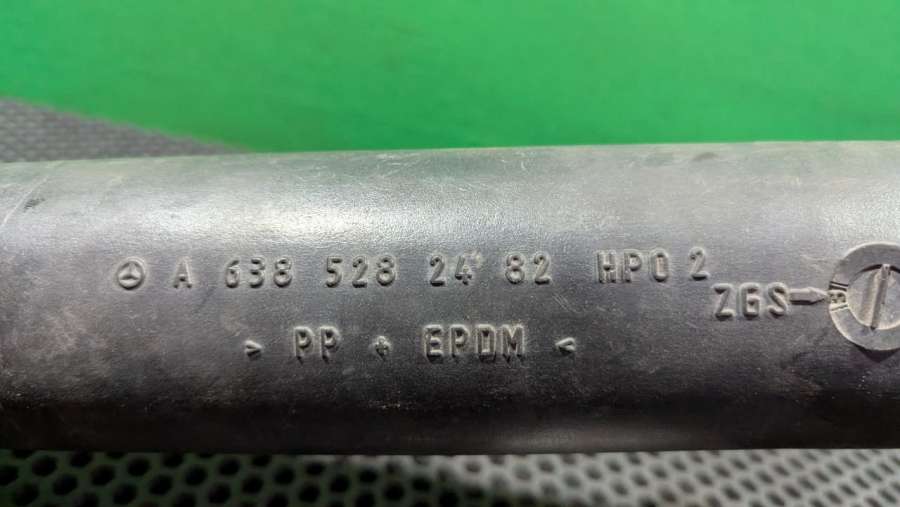 A 638 528 24 82 HPO 2
ZGS
> PP + EPDM <